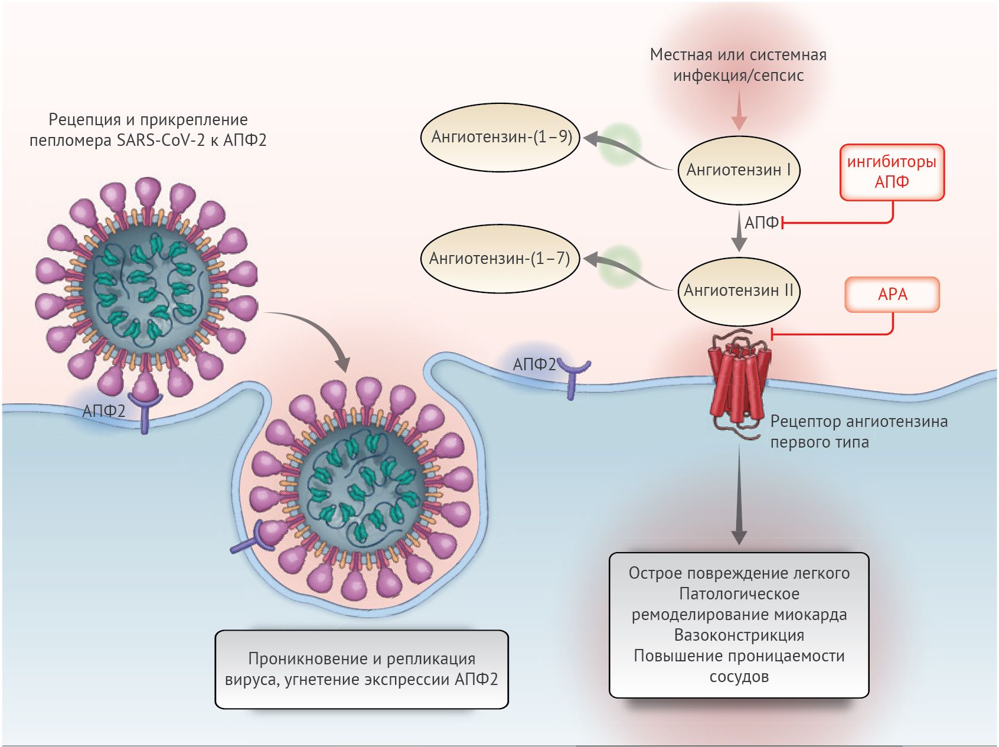 Местная или системная
инфекция/сепсис
Рецепция и прикрепление
пепломера SARS-CoV-2 к АПФ2
Ангиотензин-(1–9)
Ангиотензин I
ингибиторы
АПФ
АПФ
Ангиотензин-(1–7)
Ангиотензин II
АРА
АПФ2
АПФ2
Рецептор ангиотензина
первого типа
Острое повреждение легкого
Патологическое
ремоделирование миокарда
Вазоконстрикция
Повышение проницаемости
сосудов
Проникновение и репликация
вируса, угнетение экспрессии АПФ2